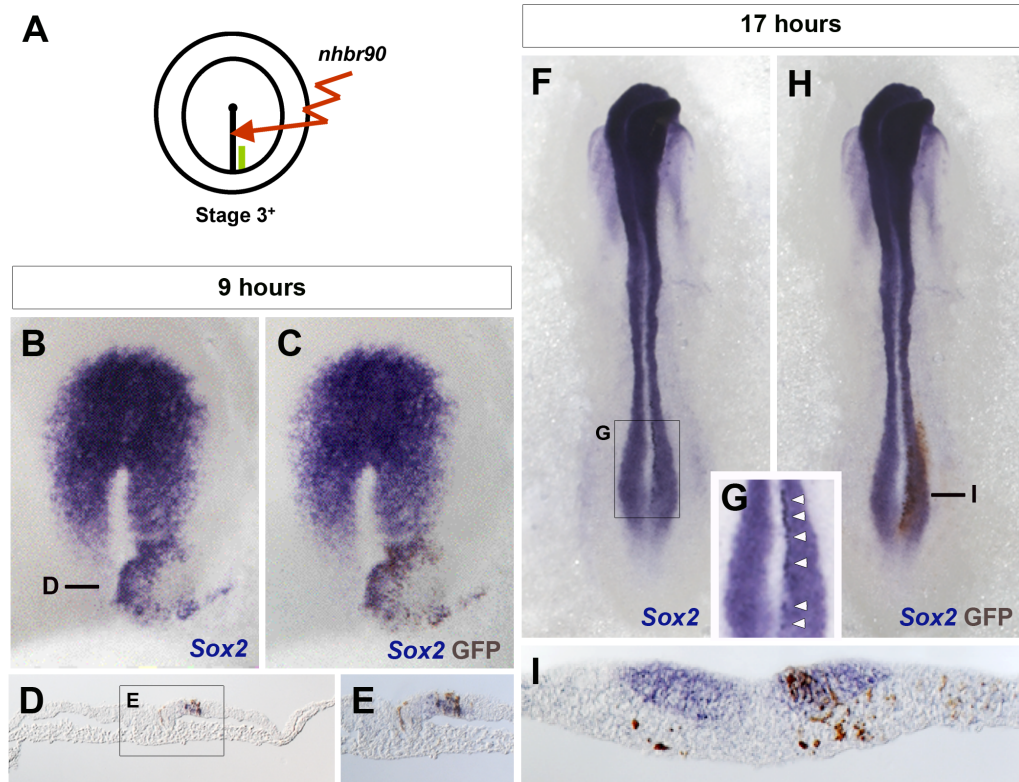 A
nhbr90
Stage 3⁺
9 hours
B
D
Sox2
C
Sox2 GFP
D
E
E
17 hours
F
G
Sox2
G
H
I
Sox2 GFP
I